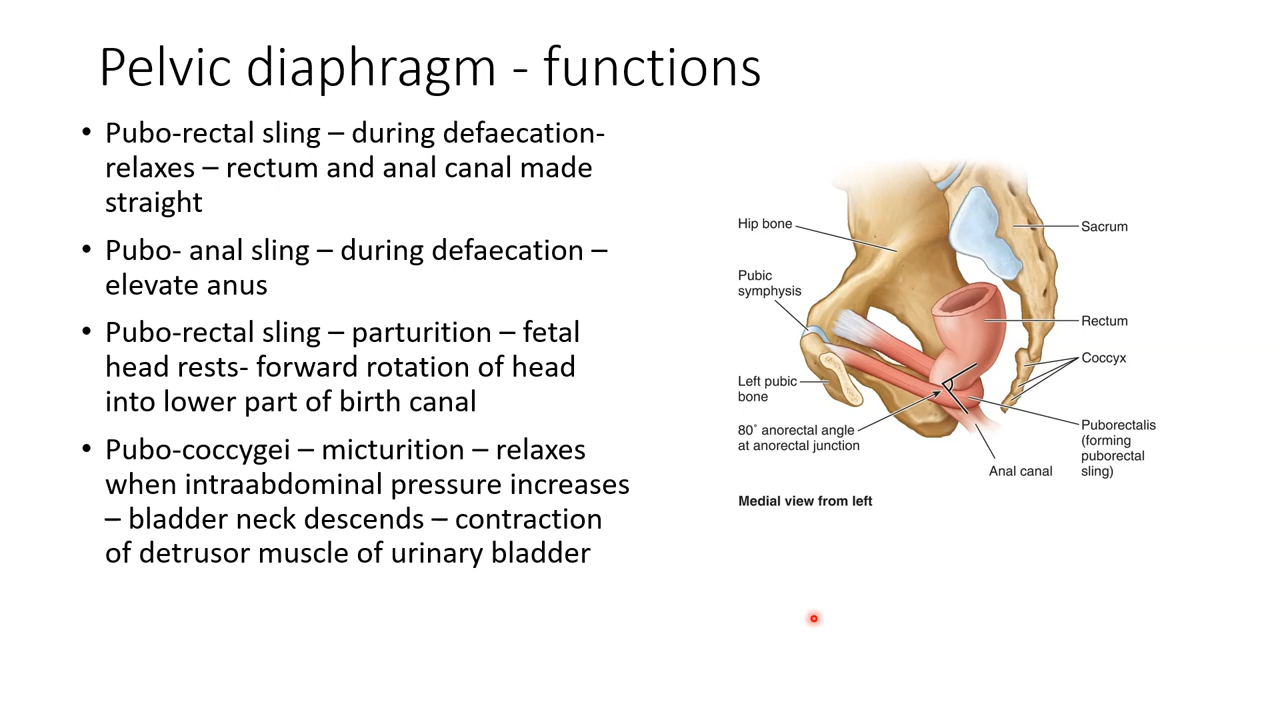 Pelvic diaphragm - functions
• Pubo-rectal sling – during defaecation-
relaxes – rectum and anal canal made
straight
• Pubo- anal sling – during defaecation –
elevate anus
• Pubo-rectal sling – parturition – fetal
head rests- forward rotation of head
into lower part of birth canal
• Pubo-coccygei – micturition – relaxes
when intraabdominal pressure increases
– bladder neck descends – contraction
of detrusor muscle of urinary bladder
Hip bone
Pubic
symphysis
Left pubic
bone
80° anorectal angle
at anorectal junction
Medial view from left
Sacrum
Rectum
Coccyx
Puborectalis
(forming
puborectal
sling)
Anal canal